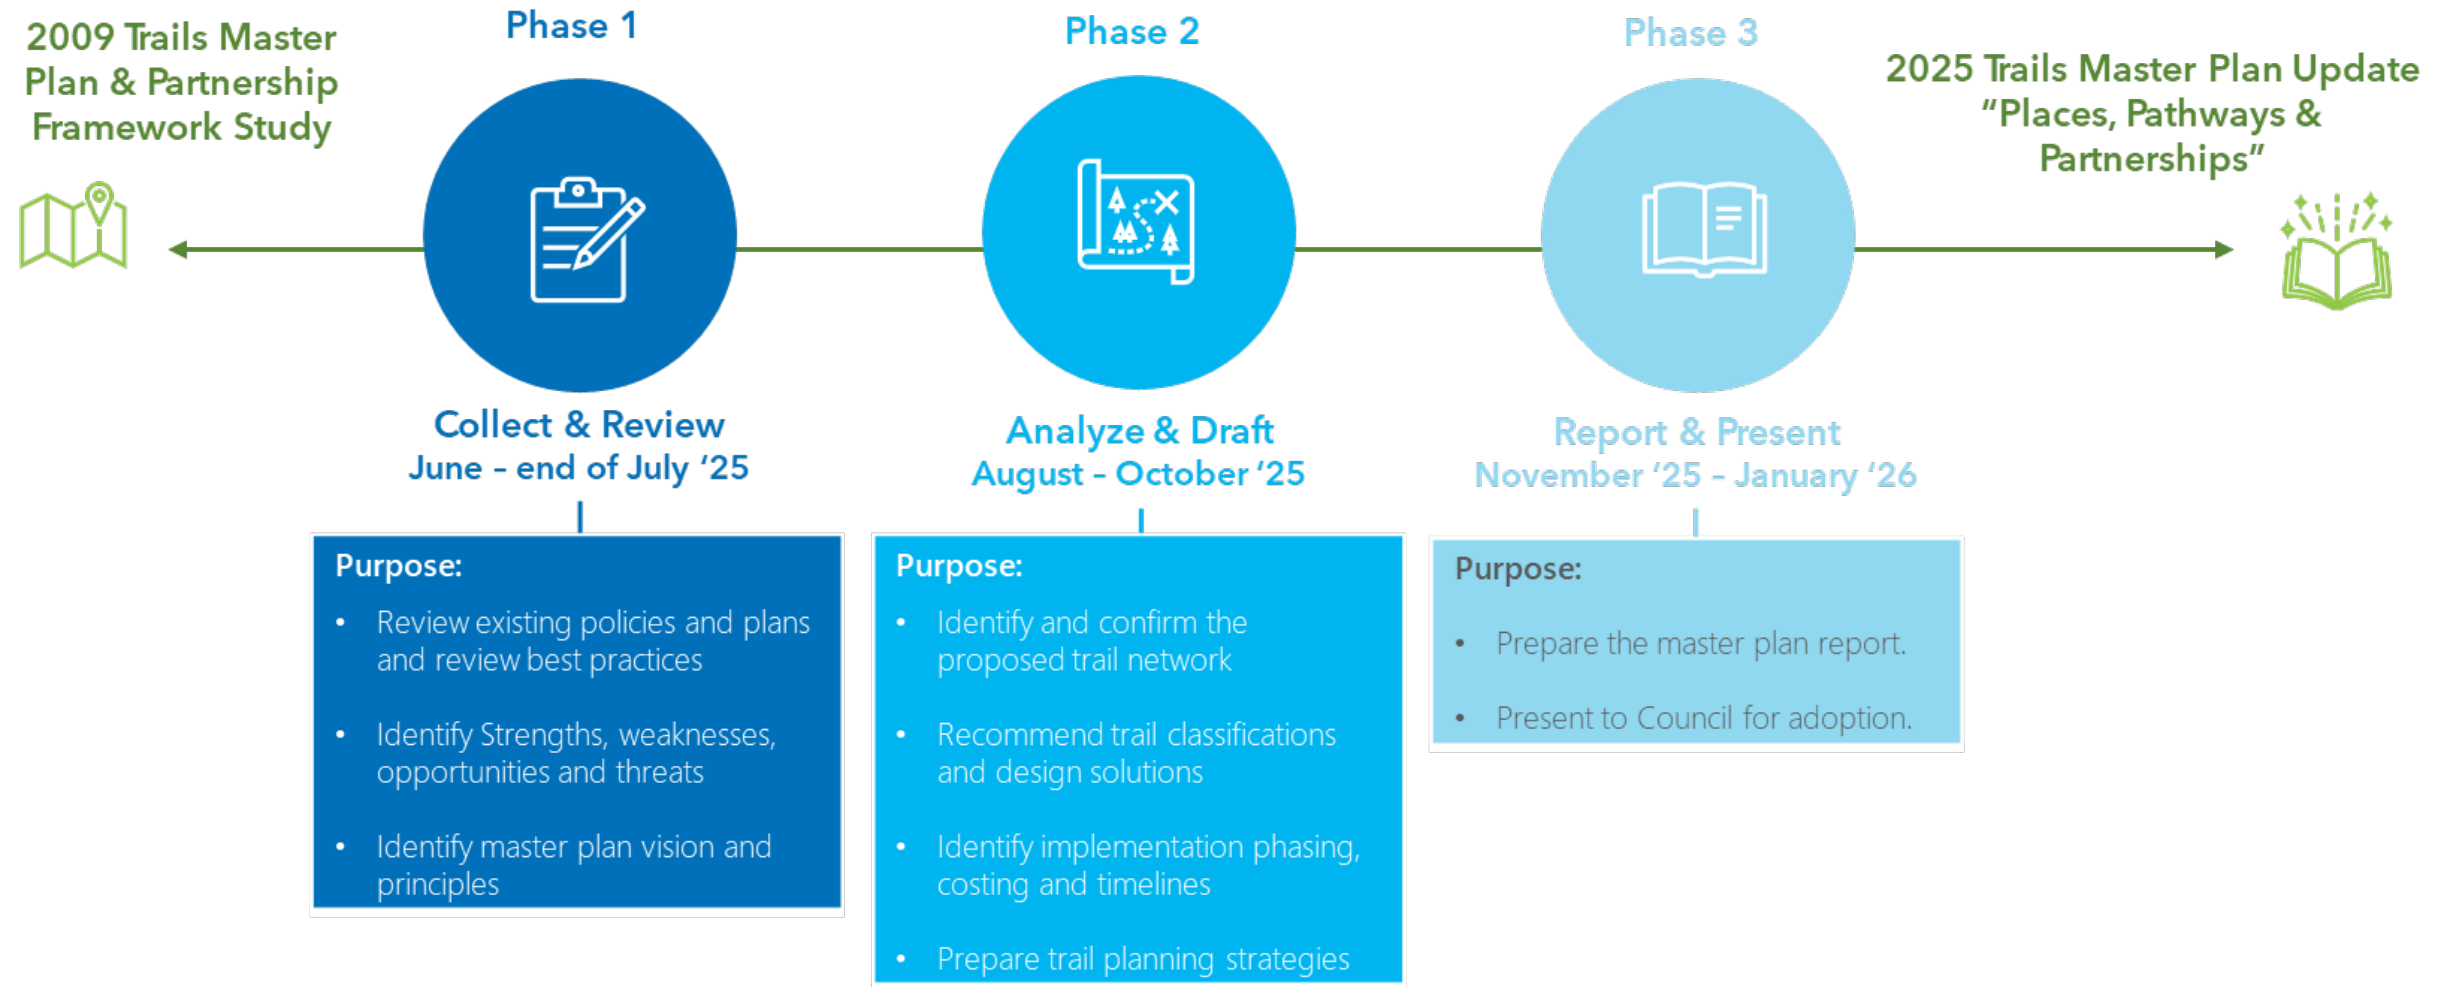 2009 Trails Master
Plan & Partnership
Framework Study
Phase 1
Collect & Review
June – end of July ‘25
Purpose:
• Review existing policies and plans
and review best practices
• Identify Strengths, weaknesses,
opportunities and threats
• Identify master plan vision and
principles
Phase 2
Analyze & Draft
August – October ‘25
Purpose:
• Identify and confirm the
proposed trail network
• Recommend trail classifications
and design solutions
• Identify implementation phasing,
costing and timelines
• Prepare trail planning strategies
Phase 3
Report & Present
November ‘25 – January ‘26
Purpose:
• Prepare the master plan report.
• Present to Council for adoption.
2025 Trails Master Plan Update
“Places, Pathways &
Partnerships”